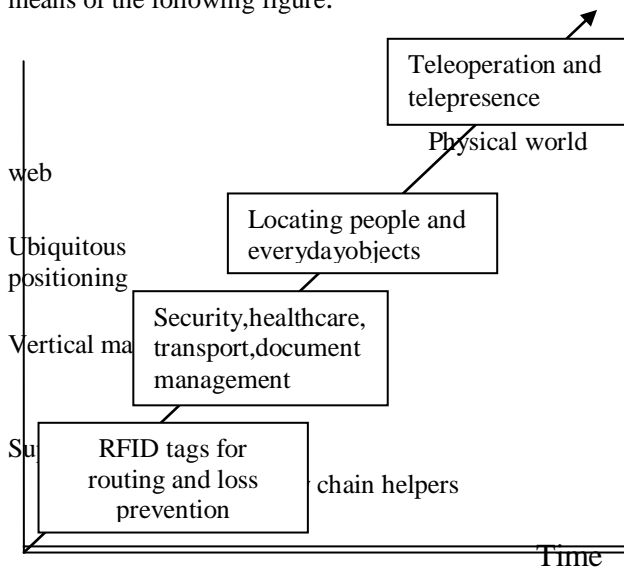 means of the following figure.
Teleoperation and
telepresence
Physical world
web
Locating people and
everydayobjects
Ubiquitous
positioning
Security,healthcare,
transport,document
management
Vertical
RFID tags for
routing and loss
prevention
chain helpers
Time